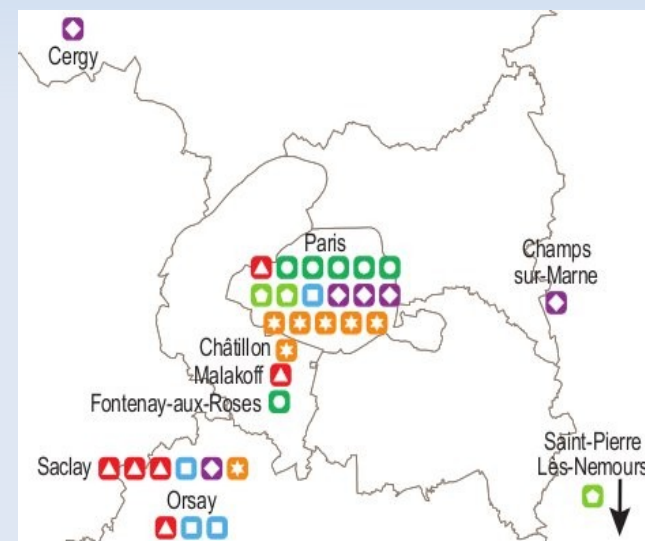 Cergy
Paris
Champs
sur-Marne
Châtillon
Malakoff
Fontenay-aux-Roses
Saint-Pierre
Lès-Nemours
Saclay
Orsay